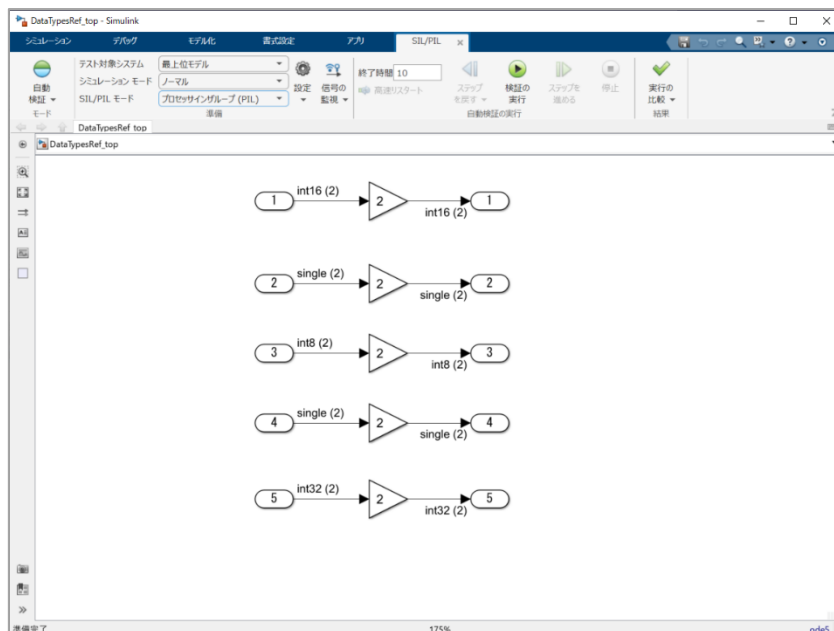 DataTypesRef_top - Simulink
シミュレーション デバッグ モデル化 書式設定 アプリ SIL/PIL
テスト対象システム 最上位モデル
シミュレーション モード ノーマル
SIL/PIL モード プロセッサインザループ (PIL)
自動
検証
設定
信号の
監視
終了時間 10
高速リスタート
ステップ
を戻す
検証の
実行
ステップを
進める
停止
実行の
比較
モード 準備 自動検証の実行 結果
DataTypesRef_top
DataTypesRef_top
1 int16 (2) 2 int16 (2) 1
2 single (2) 2 single (2) 2
3 int8 (2) 2 int8 (2) 3
4 single (2) 2 single (2) 4
5 int32 (2) 2 int32 (2) 5
準備完了 175% ode5